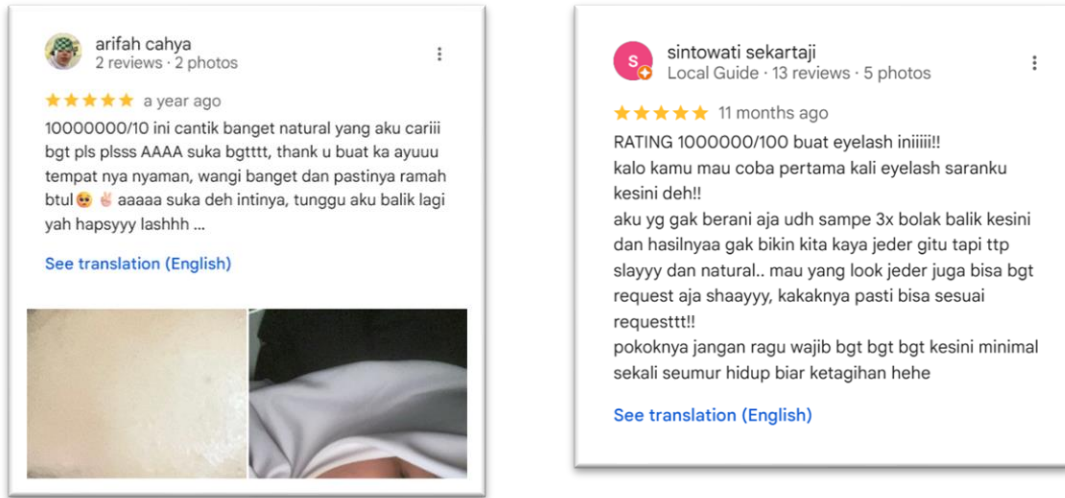 arifah cahya
2 reviews · 2 photos
a year ago
10000000/10 ini cantik banget natural yang aku cariii
bgt pls plsss AAAA suka bgtttt, thank u buat ka ayuuu
tempat nya nyaman, wangi banget dan pastinya ramah
btul🥺 ✌🏻 aaaaa suka deh intinya, tunggu aku balik lagi
yah hapsyyy lashhh ...
See translation (English)
S
sintowati sekartaji
Local Guide · 13 reviews · 5 photos
11 months ago
RATING 1000000/100 buat eyelash iniiiii!!
kalo kamu mau coba pertama kali eyelash saranku
kesini deh!!
aku yg gak berani aja udh sampe 3x bolak balik kesini
dan hasilnyaa gak bikin kita kaya jeder gitu tapi ttp
slayyy dan natural.. mau yang look jeder juga bisa bgt
request aja shaayyy, kakaknya pasti bisa sesuai
requesttt!!
pokoknya jangan ragu wajib bgt bgt bgt kesini minimal
sekali seumur hidup biar ketagihan hehe
See translation (English)